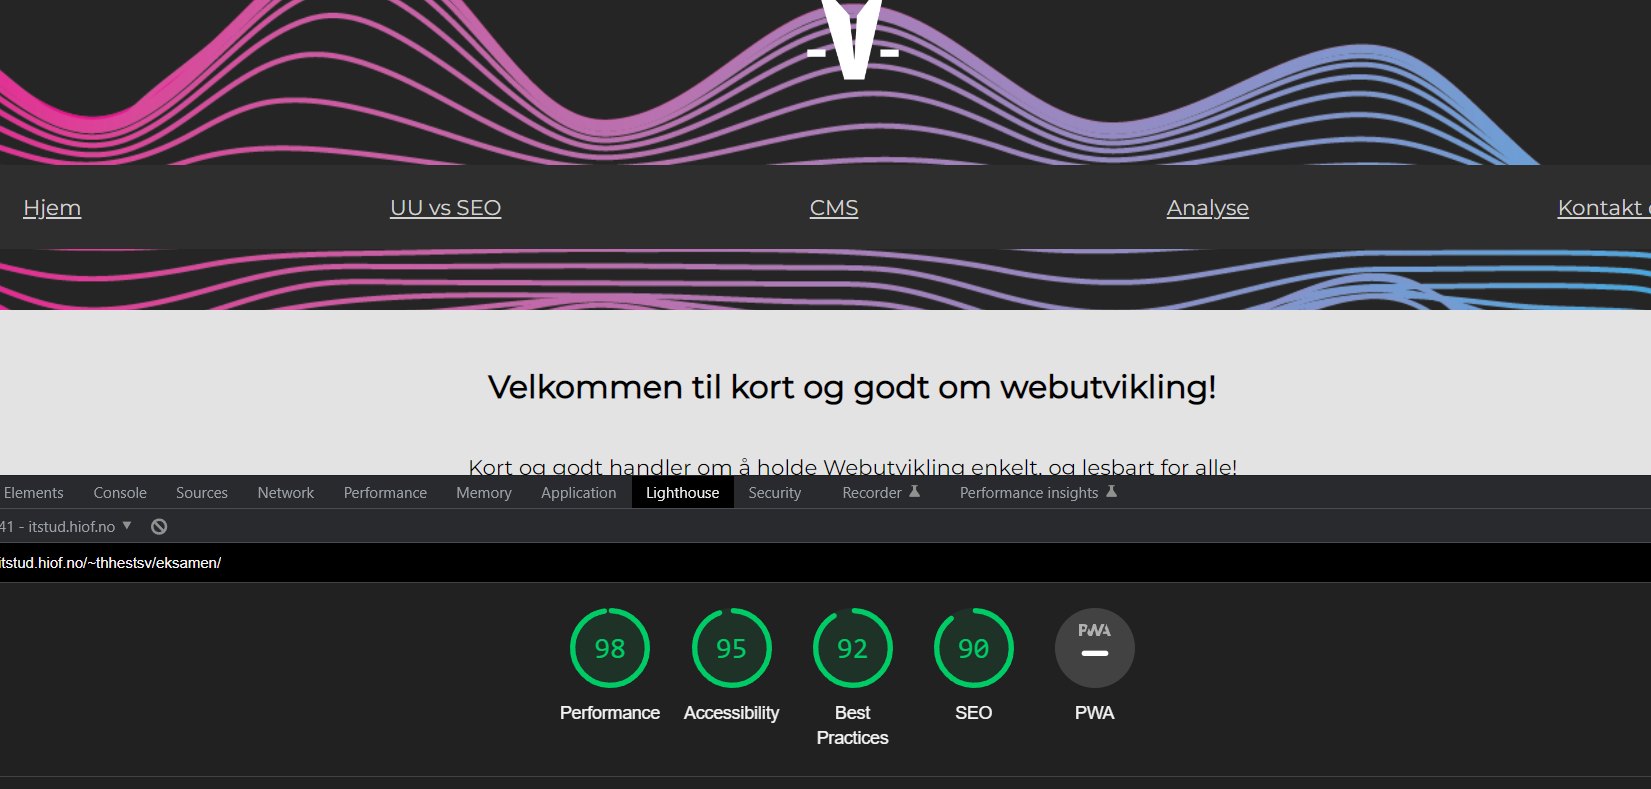 -V-
Hjem UU vs SEO CMS Analyse Kontakt
Velkommen til kort og godt om webutvikling!
Kort og godt handler om å holde Webutvikling enkelt, og lesbart for alle!
Elements Console Sources Network Performance Memory Application Lighthouse Security Recorder Performance insights
41 - itstud.hiof.no
itstud.hiof.no/~thhestsv/eksamen/
98 95 92 90 PWA
Performance Accessibility Best Practices SEO PWA